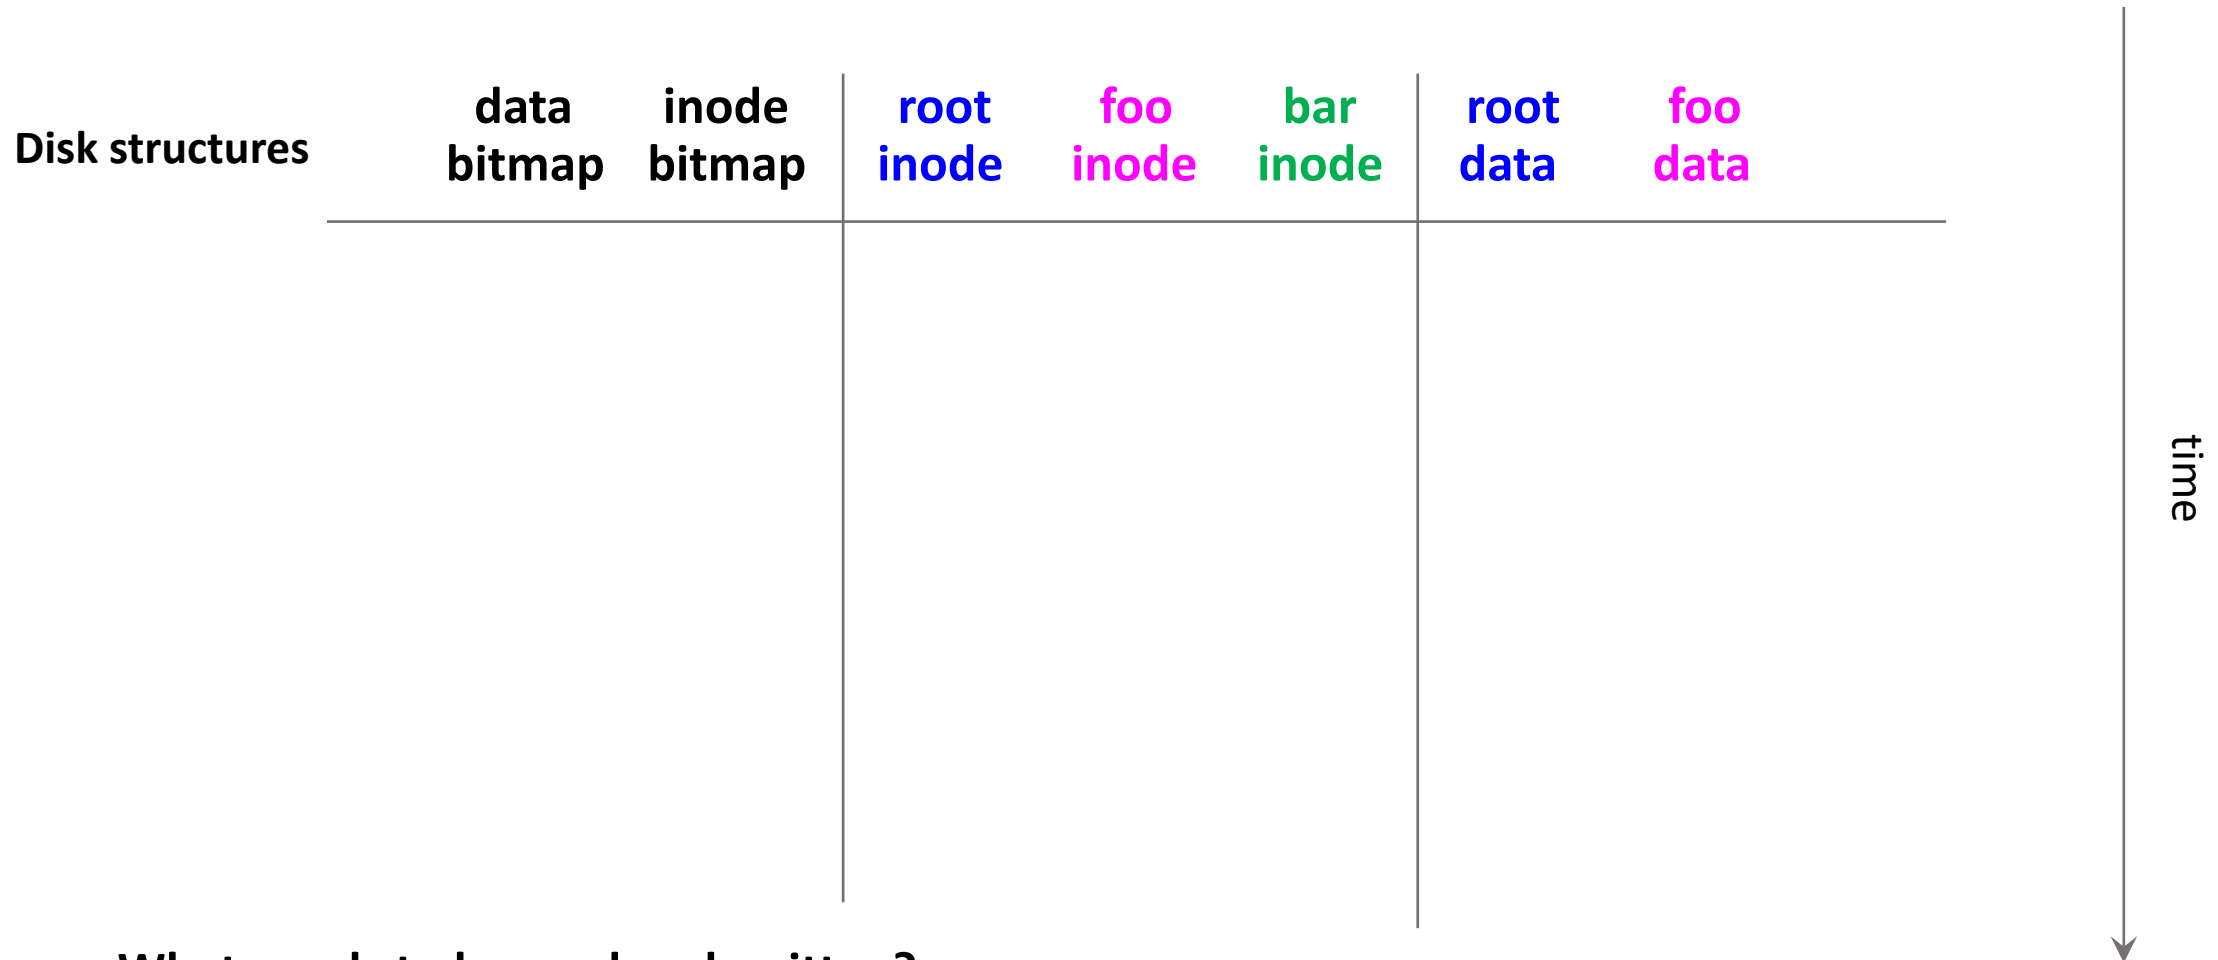 Disk structures
data bitmap
inode bitmap
root inode
foo inode
bar inode
root data
foo data
time